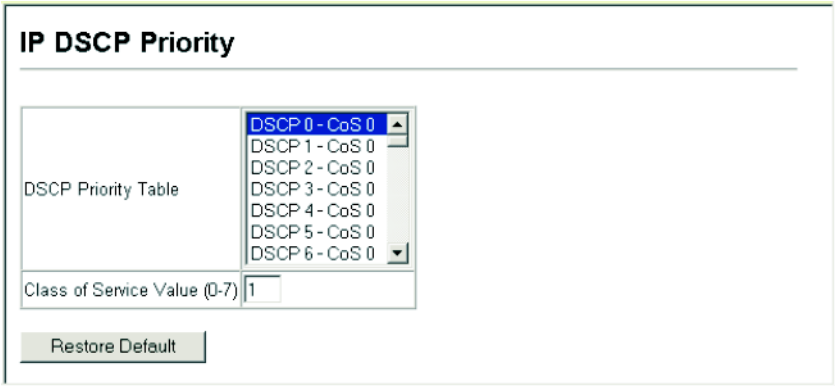 IP DSCP Priority
DSCP Priority Table
DSCP 0 - CoS 0
DSCP 1 - CoS 0
DSCP 2 - CoS 0
DSCP 3 - CoS 0
DSCP 4 - CoS 0
DSCP 5 - CoS 0
DSCP 6 - CoS 0
Class of Service Value (0-7) 1
Restore Default